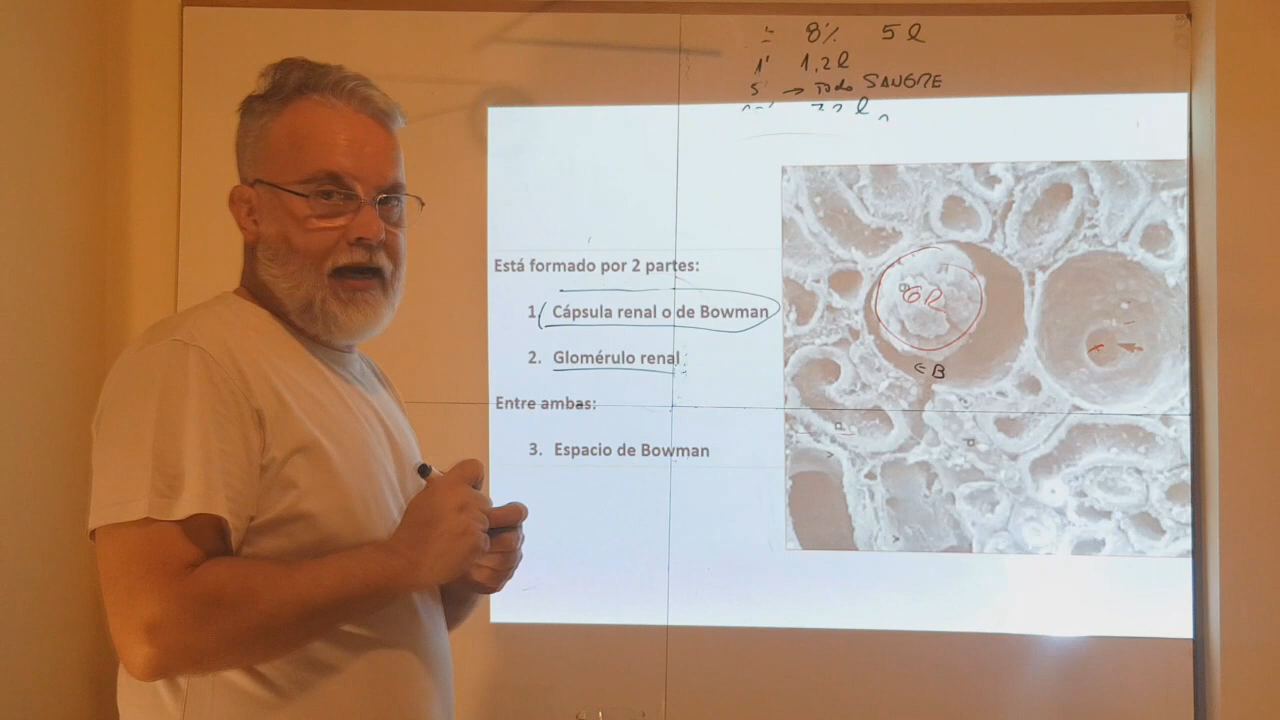 8% 5 l
1' 1,2 l
5' → Todo SANGRE
Está formado por 2 partes:
1. Cápsula renal o de Bowman
2. Glomérulo renal
Entre ambas:
3. Espacio de Bowman
GR
EB